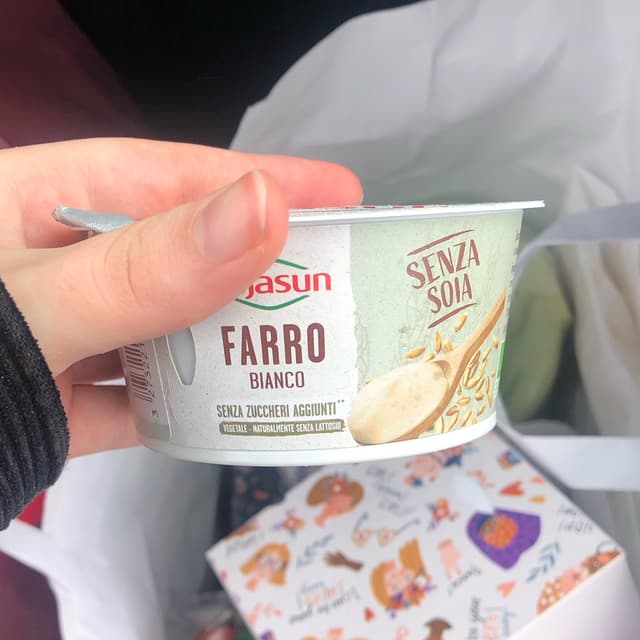 jasun
FARRO
BIANCO
SENZA ZUCCHERI AGGIUNTI**
VEGETALE - NATURALMENTE SENZA LATTOSIO
SENZA
SOIA